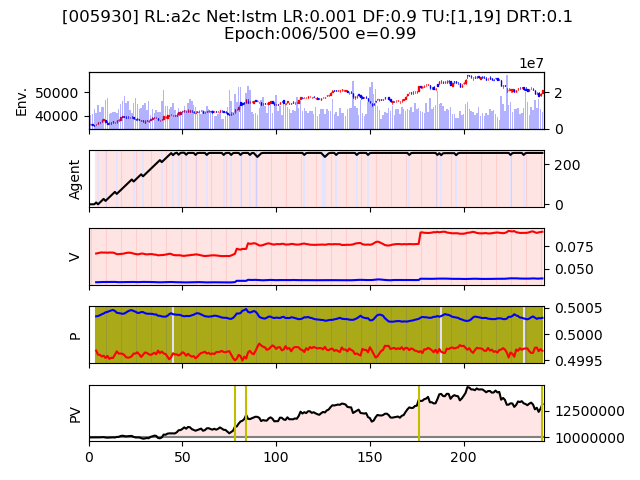 [005930] RL:a2c Net:lstm LR:0.001 DF:0.9 TU:[1,19] DRT:0.1
Epoch:006/500 e=0.99
1e7
Env.
50000
40000
2
0
Agent
200
0
V
0.075
0.050
P
0.5005
0.5000
0.4995
PV
12500000
10000000
0 50 100 150 200